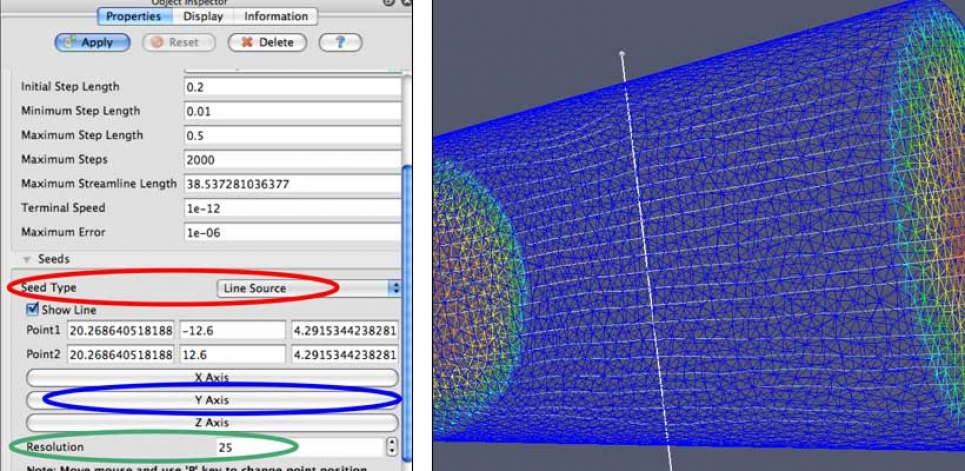 Object Inspector
Properties Display Information
Apply Reset Delete ?
Initial Step Length 0.2
Minimum Step Length 0.01
Maximum Step Length 0.5
Maximum Steps 2000
Maximum Streamline Length 38.537281036377
Terminal Speed 1e-12
Maximum Error 1e-06
Seeds
Seed Type Line Source
Show Line
Point1 20.268640518188 -12.6 4.2915344238281
Point2 20.268640518188 12.6 4.2915344238281
X Axis
Y Axis
Z Axis
Resolution 25
Note: Move mouse and use 'P' key to change point position